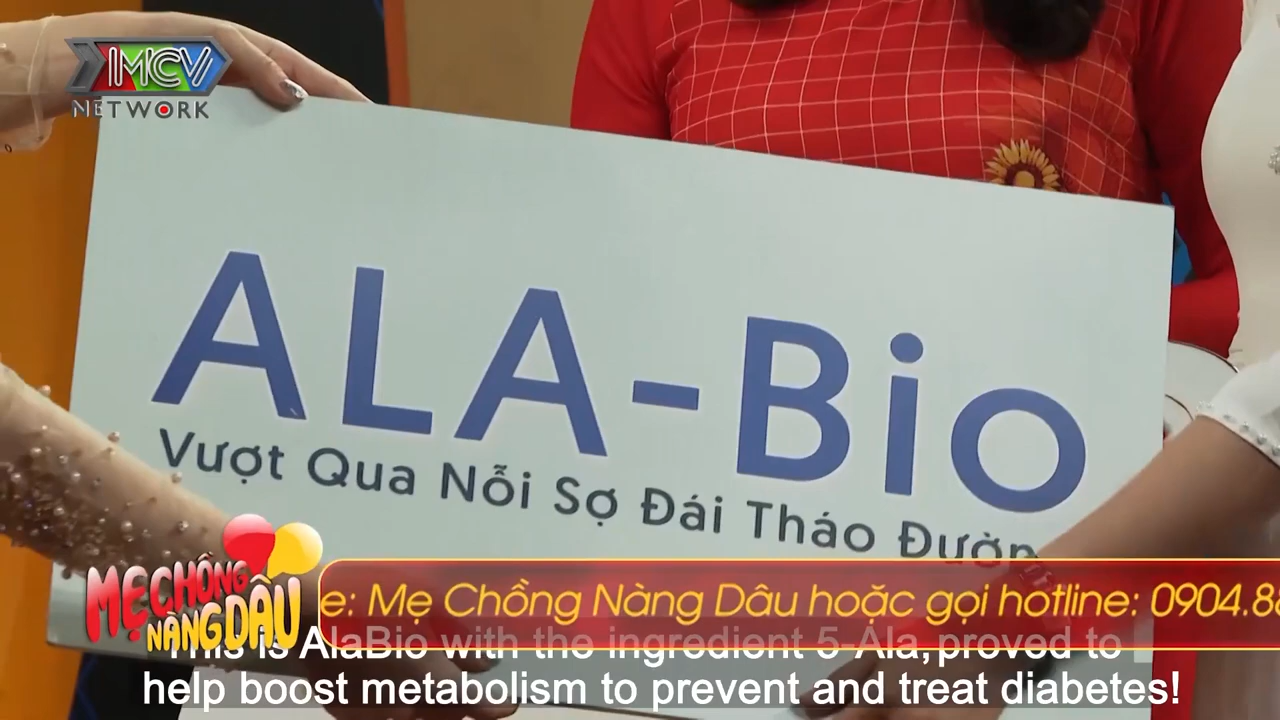 MCV
NETWORK
ALA-Bio
Vượt Qua Nỗi Sợ Đái Tháo Đườn
MẸ CHỒNG
NÀNG DÂU
e: Mẹ Chồng Nàng Dâu hoặc gọi hotline: 0904.8
This is AlaBio with the ingredient 5-Ala, proved to
help boost metabolism to prevent and treat diabetes!